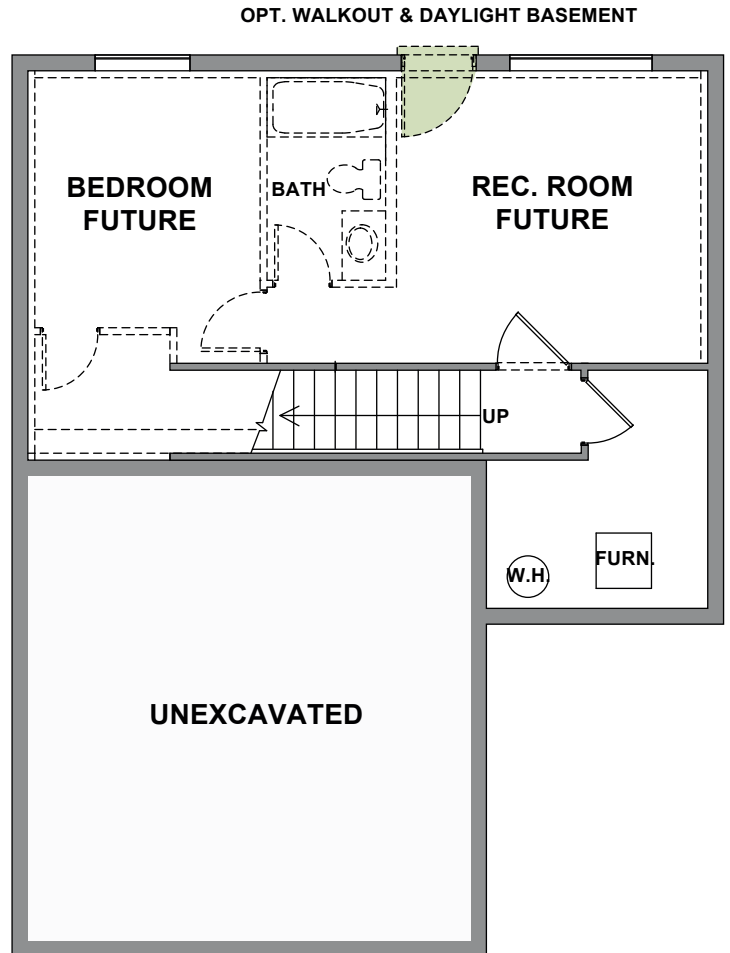 OPT. WALKOUT & DAYLIGHT BASEMENT
BEDROOM
FUTURE
BATH
REC. ROOM
FUTURE
UP
W.H.
FURN.
UNEXCAVATED